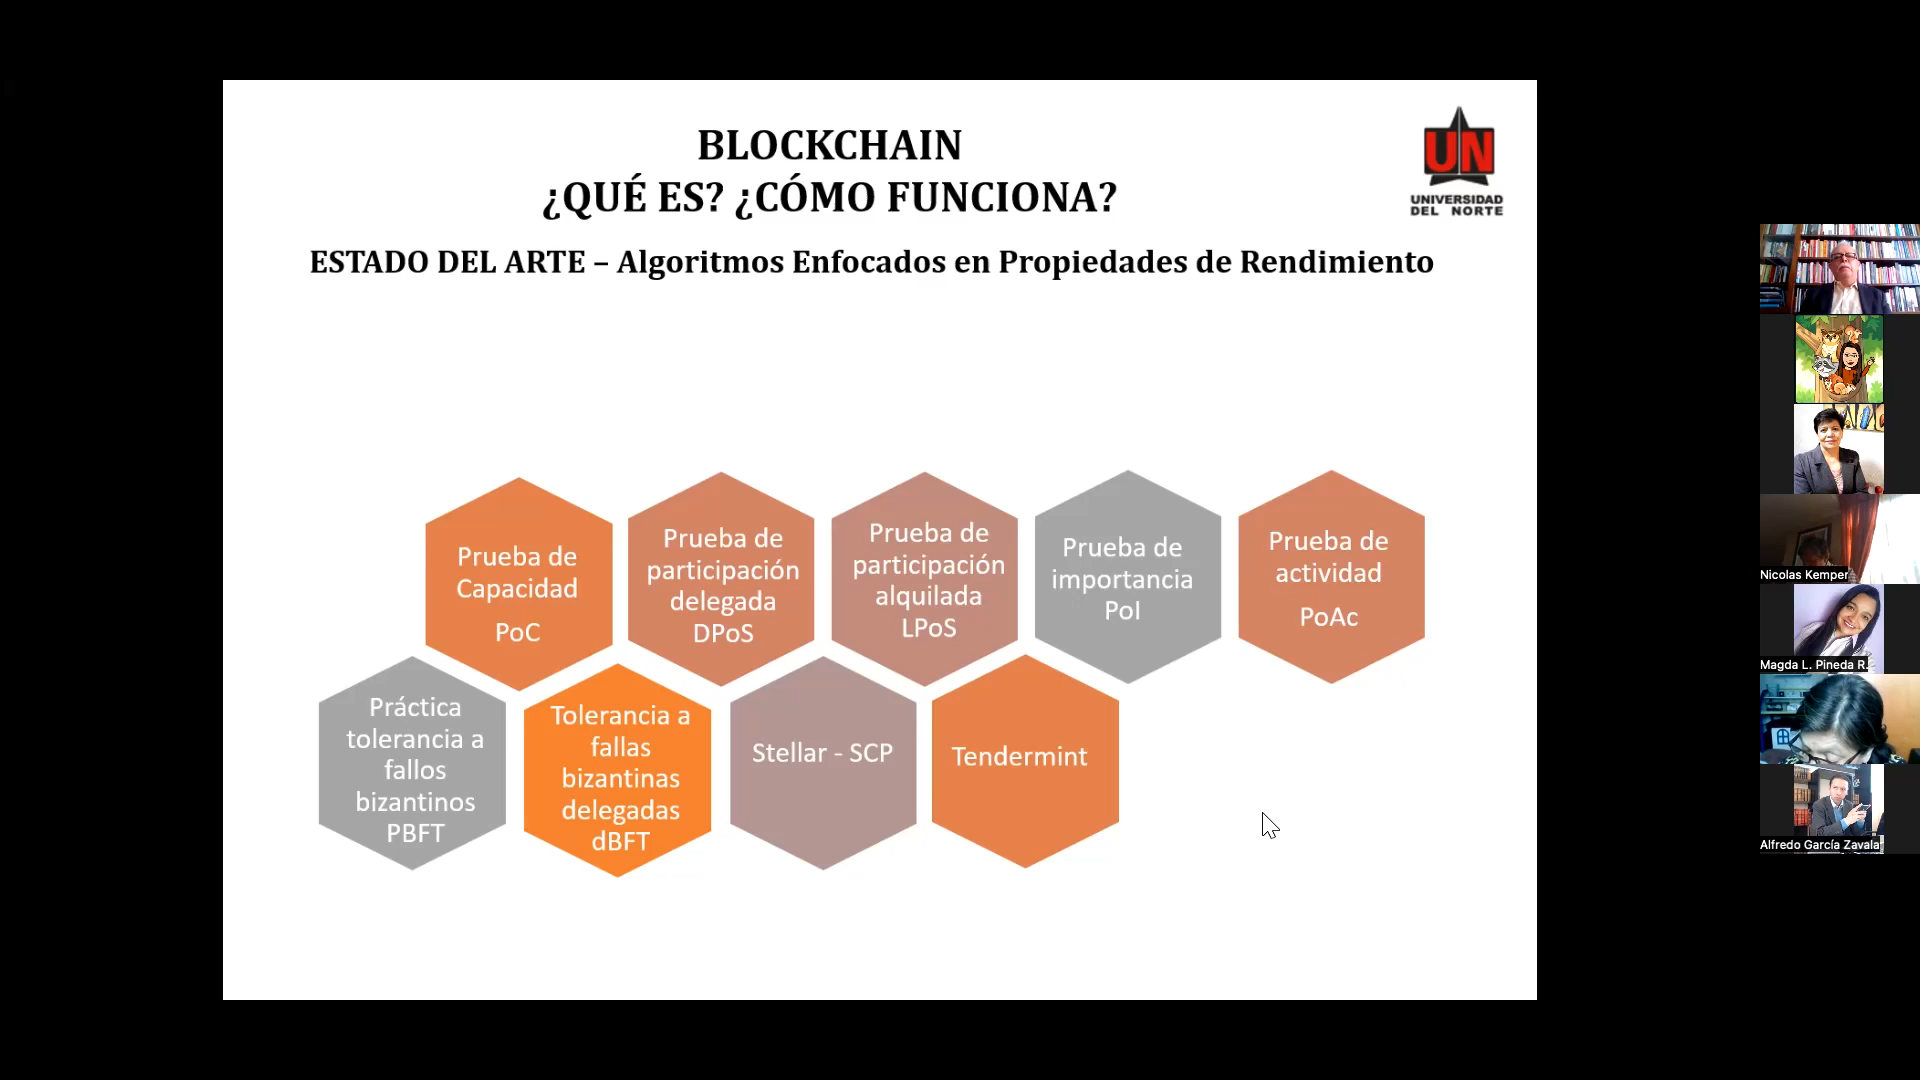 BLOCKCHAIN
¿QUÉ ES? ¿CÓMO FUNCIONA?
UN
UNIVERSIDAD
DEL NORTE
ESTADO DEL ARTE – Algoritmos Enfocados en Propiedades de Rendimiento
Prueba de
Capacidad
PoC
Prueba de
participación
delegada
DPoS
Prueba de
participación
alquilada
LPoS
Prueba de
importancia
PoI
Prueba de
actividad
PoAc
Práctica
tolerancia a
fallos
bizantinos
PBFT
Tolerancia a
fallas
bizantinas
delegadas
dBFT
Stellar - SCP
Tendermint
Nicolas Kemper
Magda L. Pineda R.
Alfredo García Zavala